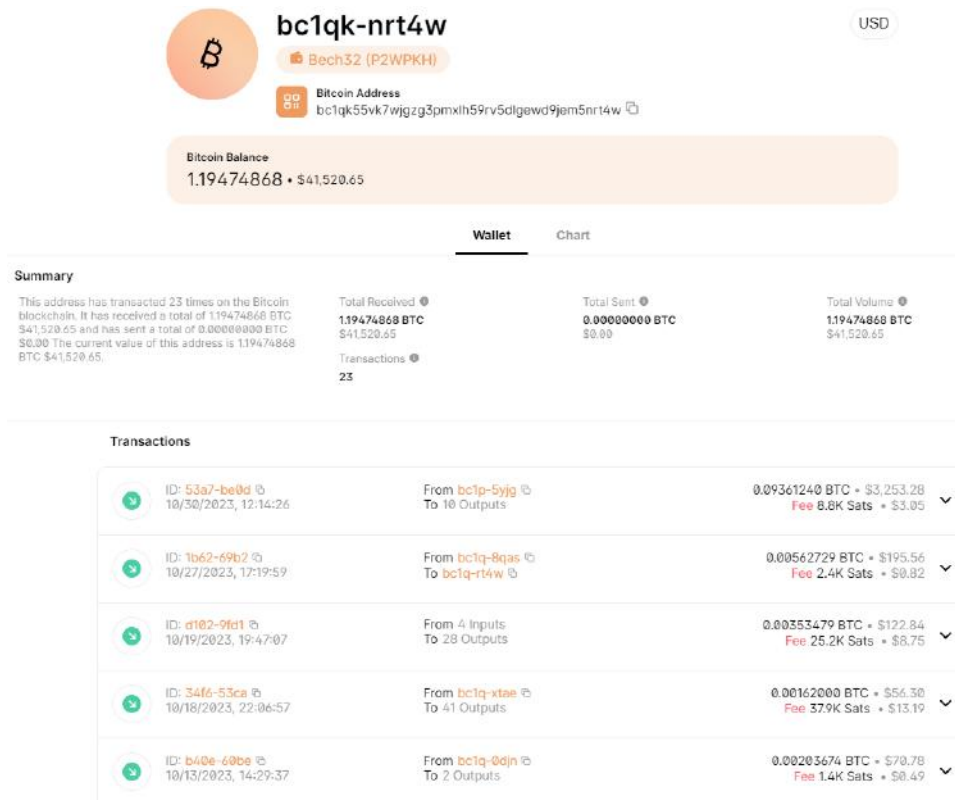 bc1qk-nrt4w
USD
Bech32 (P2WPKH)
Bitcoin Address
bc1qk55vk7wjgzg3pmxlh59rv5dlgewd9jem5nrt4w
Bitcoin Balance
1.19474868 • $41,520.65
Wallet Chart
Summary
This address has transacted 23 times on the Bitcoin
blockchain. It has received a total of 1.19474868 BTC
$41,520.65 and has sent a total of 0.00000000 BTC
$0.00 The current value of this address is 1.19474868
BTC $41,520.65.
Total Received
1.19474868 BTC
$41,520.65
Total Sent
0.00000000 BTC
$0.00
Total Volume
1.19474868 BTC
$41,520.65
Transactions
23
Transactions
ID: 53a7-be0d
10/30/2023, 12:14:26
From bc1p-5yjg
To 10 Outputs
0.09361240 BTC • $3,253.28
Fee 8.8K Sats • $3.05
ID: 1b62-69b2
10/27/2023, 17:19:59
From bc1q-8qas
To bc1q-rt4w
0.00562729 BTC • $195.56
Fee 2.4K Sats • $0.82
ID: d102-9fd1
10/19/2023, 19:47:07
From 4 Inputs
To 28 Outputs
0.00353479 BTC • $122.84
Fee 25.2K Sats • $8.75
ID: 34f6-53ca
10/18/2023, 22:06:57
From bc1q-xtae
To 41 Outputs
0.00162000 BTC • $56.30
Fee 37.9K Sats • $13.19
ID: b40e-60be
10/13/2023, 14:29:37
From bc1q-0djn
To 2 Outputs
0.00203674 BTC • $70.78
Fee 1.4K Sats • $0.49